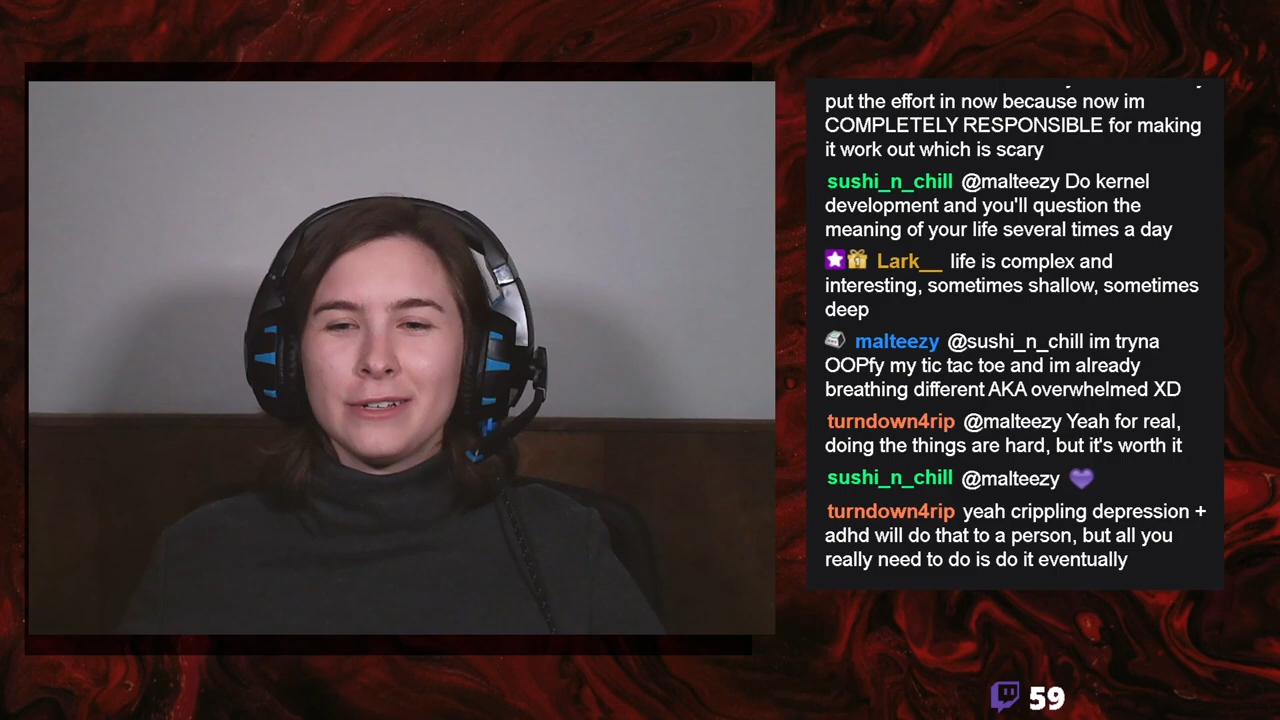 put the effort in now because now im
COMPLETELY RESPONSIBLE for making
it work out which is scary
sushi_n_chill @malteezy Do kernel
development and you'll question the
meaning of your life several times a day
Lark__ life is complex and
interesting, sometimes shallow, sometimes
deep
malteezy @sushi_n_chill im tryna
OOPfy my tic tac toe and im already
breathing different AKA overwhelmed XD
turndown4rip @malteezy Yeah for real,
doing the things are hard, but it's worth it
sushi_n_chill @malteezy
turndown4rip yeah crippling depression +
adhd will do that to a person, but all you
really need to do is do it eventually
59